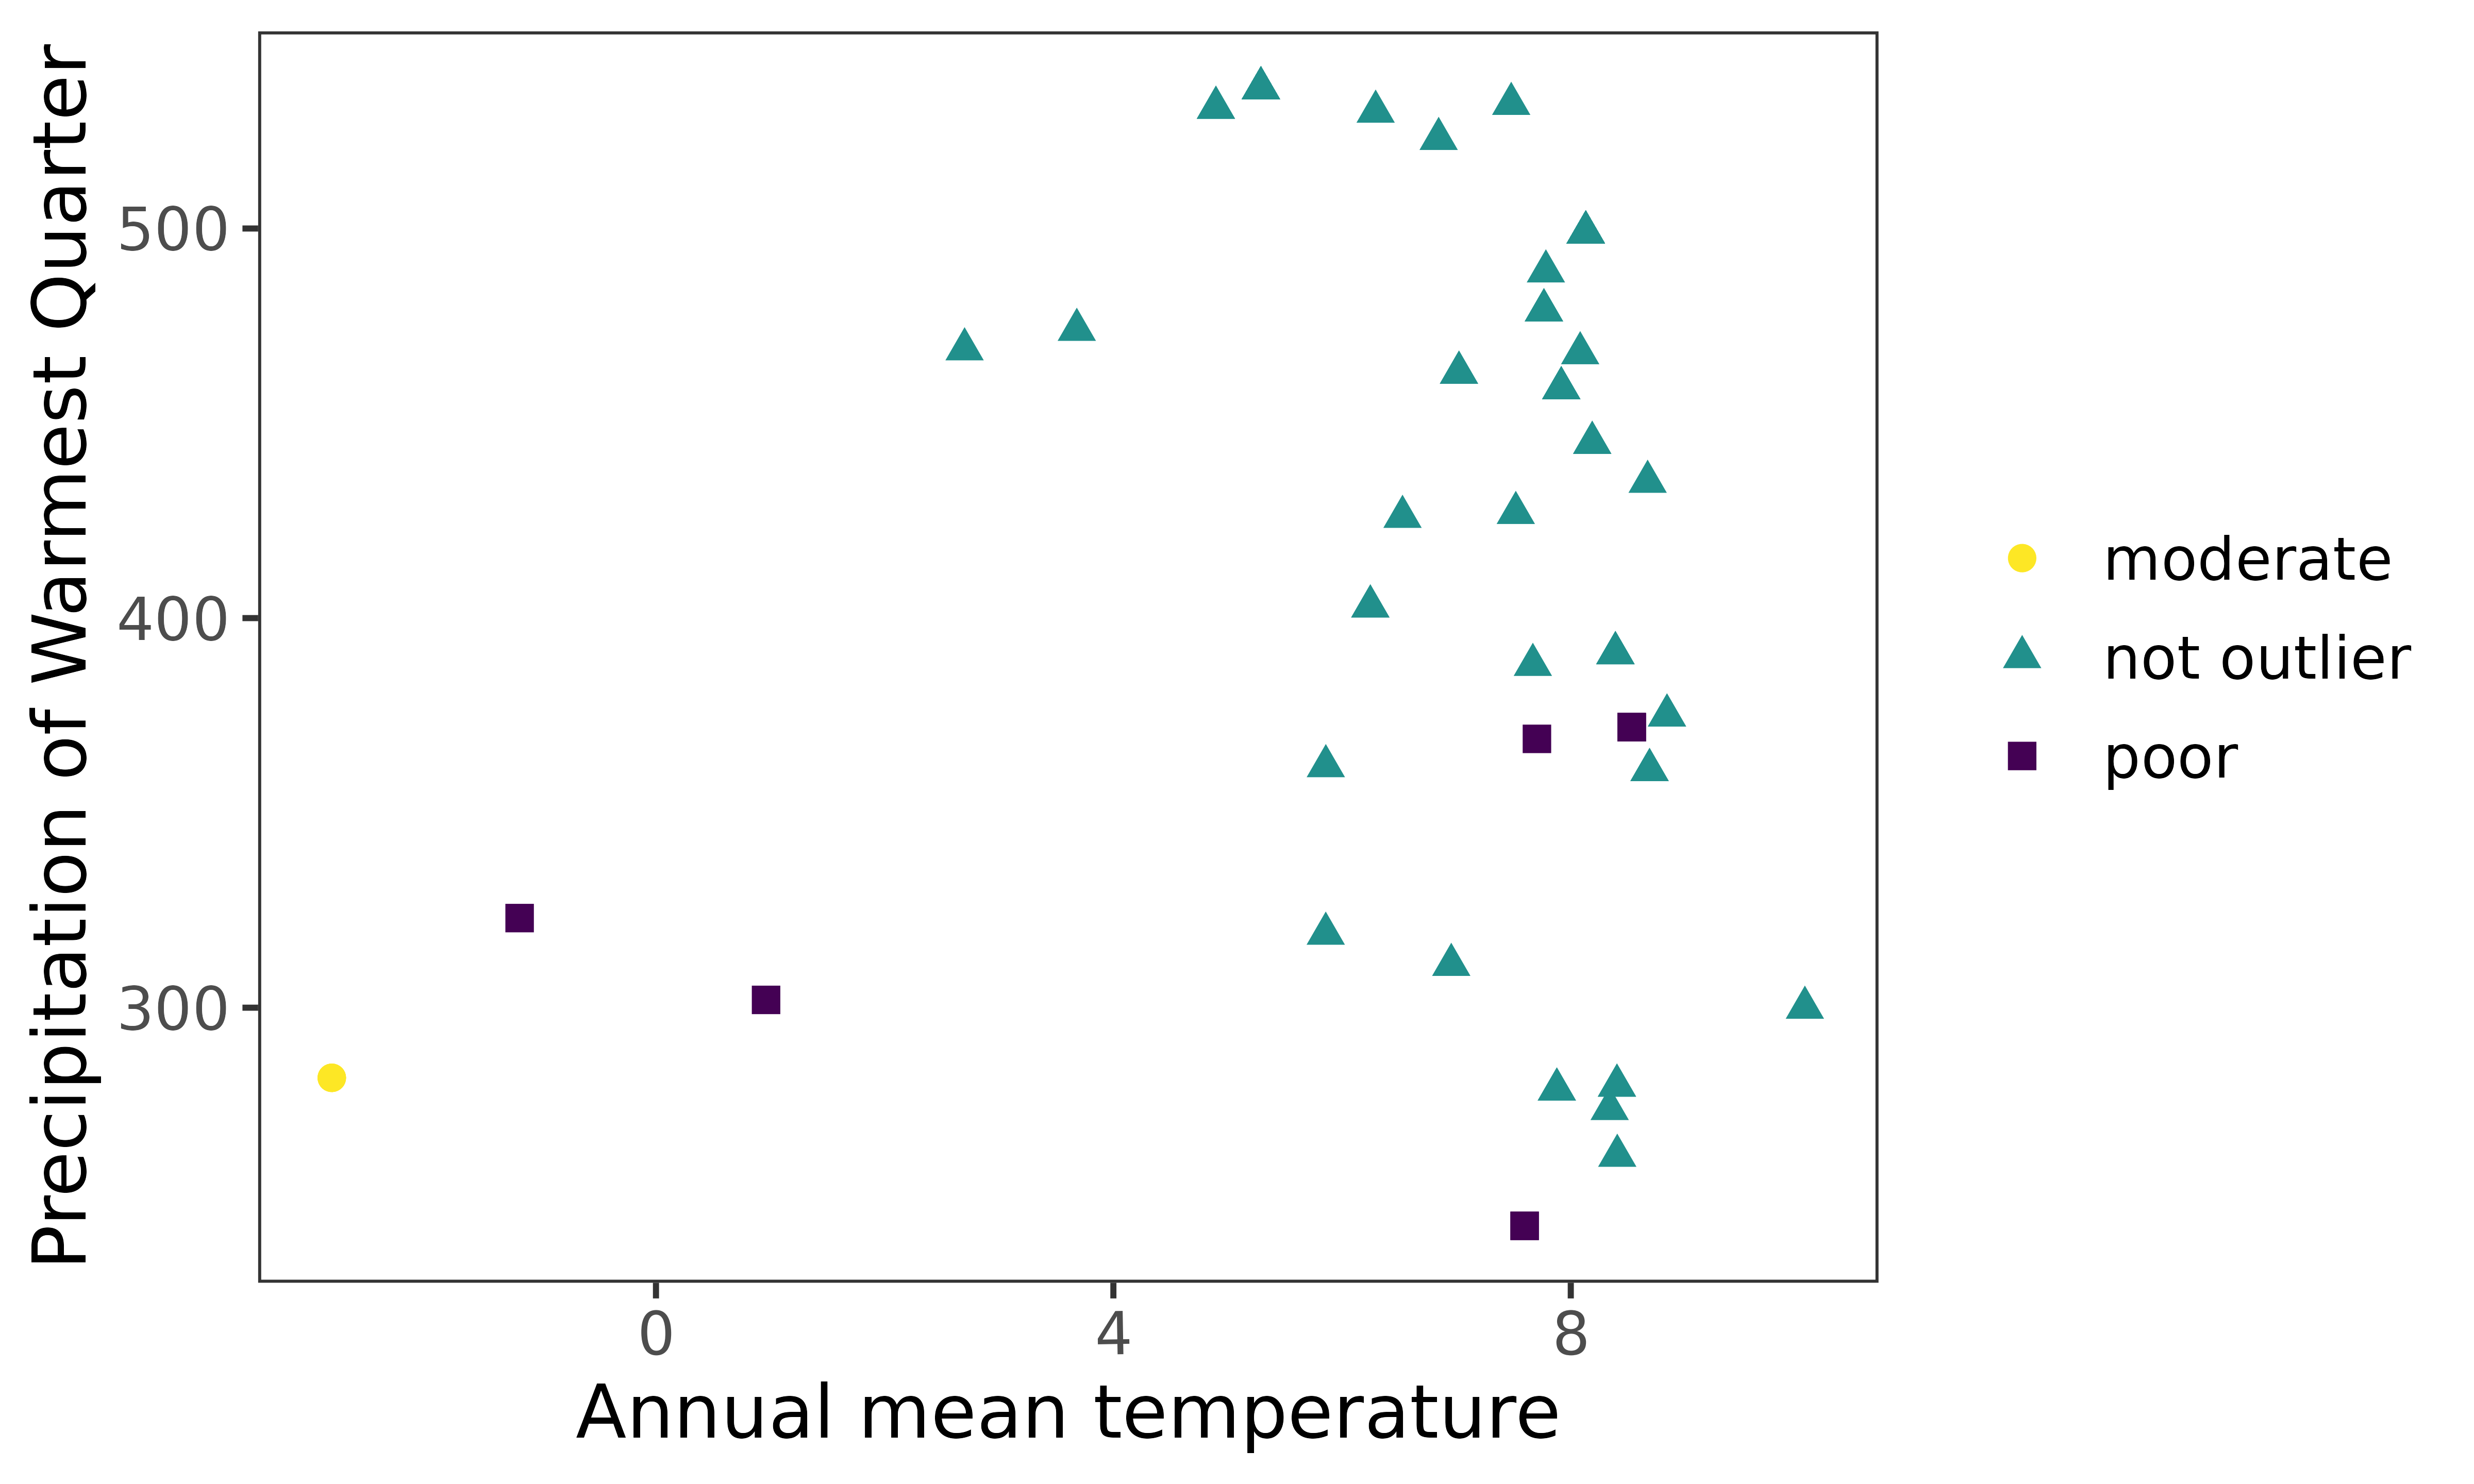 Precipitation of Warmest Quarter
500
400
300
0 4 8
Annual mean temperature
moderate
not outlier
poor